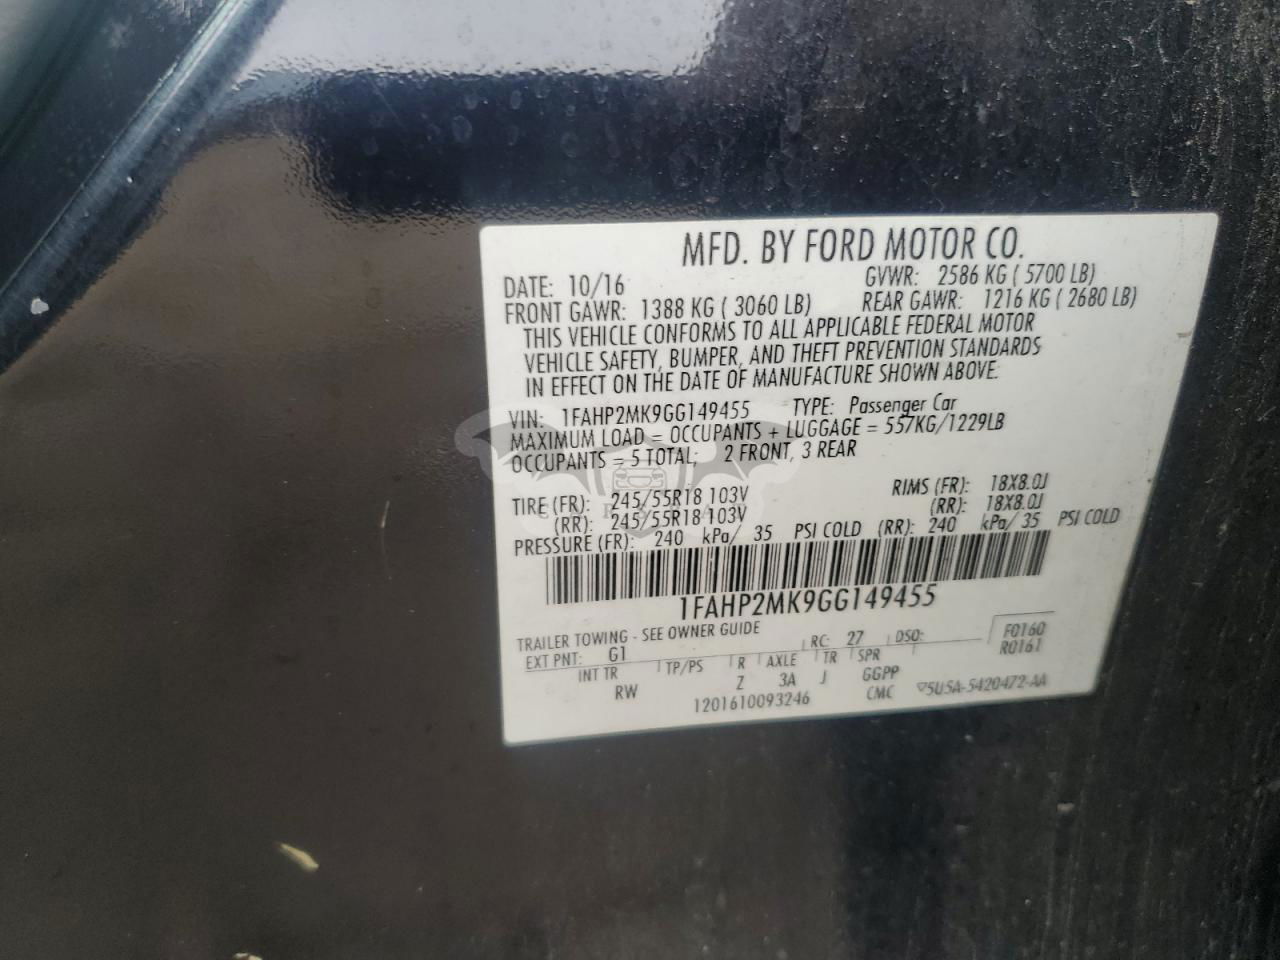 MFD. BY FORD MOTOR CO.
DATE: 10/16 GVWR: 2586 KG ( 5700 LB)
FRONT GAWR: 1388 KG ( 3060 LB) REAR GAWR: 1216 KG ( 2680 LB)
THIS VEHICLE CONFORMS TO ALL APPLICABLE FEDERAL MOTOR
VEHICLE SAFETY, BUMPER, AND THEFT PREVENTION STANDARDS
IN EFFECT ON THE DATE OF MANUFACTURE SHOWN ABOVE.
VIN: 1FAHP2MK9GG149455 TYPE: Passenger Car
MAXIMUM LOAD = OCCUPANTS + LUGGAGE = 557KG/1229LB
OCCUPANTS = 5 TOTAL; 2 FRONT, 3 REAR
TIRE (FR): 245/55R18 103V RIMS (FR): 18X8.0J
(RR): 245/55R18 103V (RR): 18X8.0J
PRESSURE (FR): 240 kPa/ 35 PSI COLD (RR): 240 kPa/ 35 PSI COLD
1FAHP2MK9GG149455
TRAILER TOWING - SEE OWNER GUIDE
EXT PNT: G1 RC: 27 DSO: F0160
R0161
INT TR TP/PS R AXLE TR SPR
RW Z 3A J GGPP
1201610093246 CMC 5U5A-5420472-AA